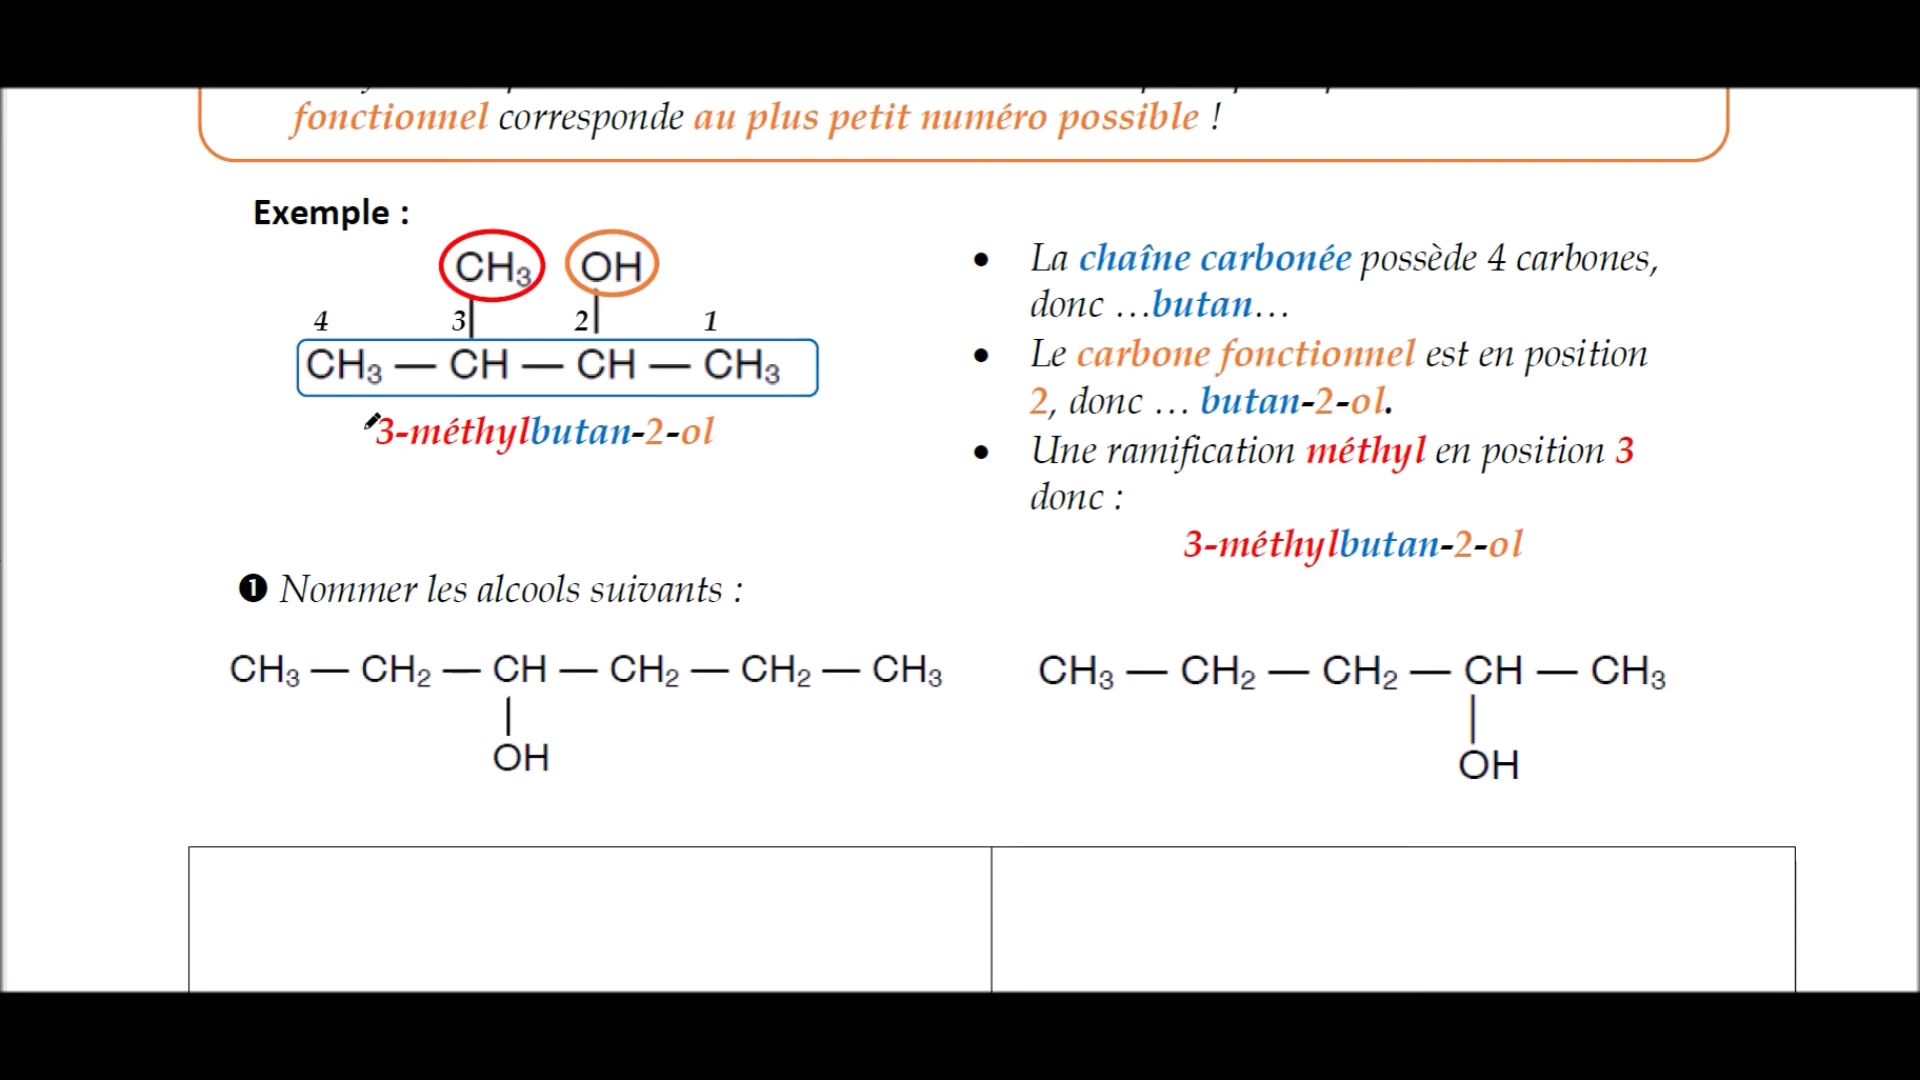 fonctionnel corresponde au plus petit numéro possible !
Exemple :
CH₃ OH
4 3 2 1
CH₃ — CH — CH — CH₃
3-méthylbutan-2-ol
• La chaîne carbonée possède 4 carbones,
donc …butan…
• Le carbone fonctionnel est en position
2, donc … butan-2-ol.
• Une ramification méthyl en position 3
donc :
3-méthylbutan-2-ol
❶ Nommer les alcools suivants :
CH₃ — CH₂ — CH — CH₂ — CH₂ — CH₃
OH
CH₃ — CH₂ — CH₂ — CH — CH₃
OH